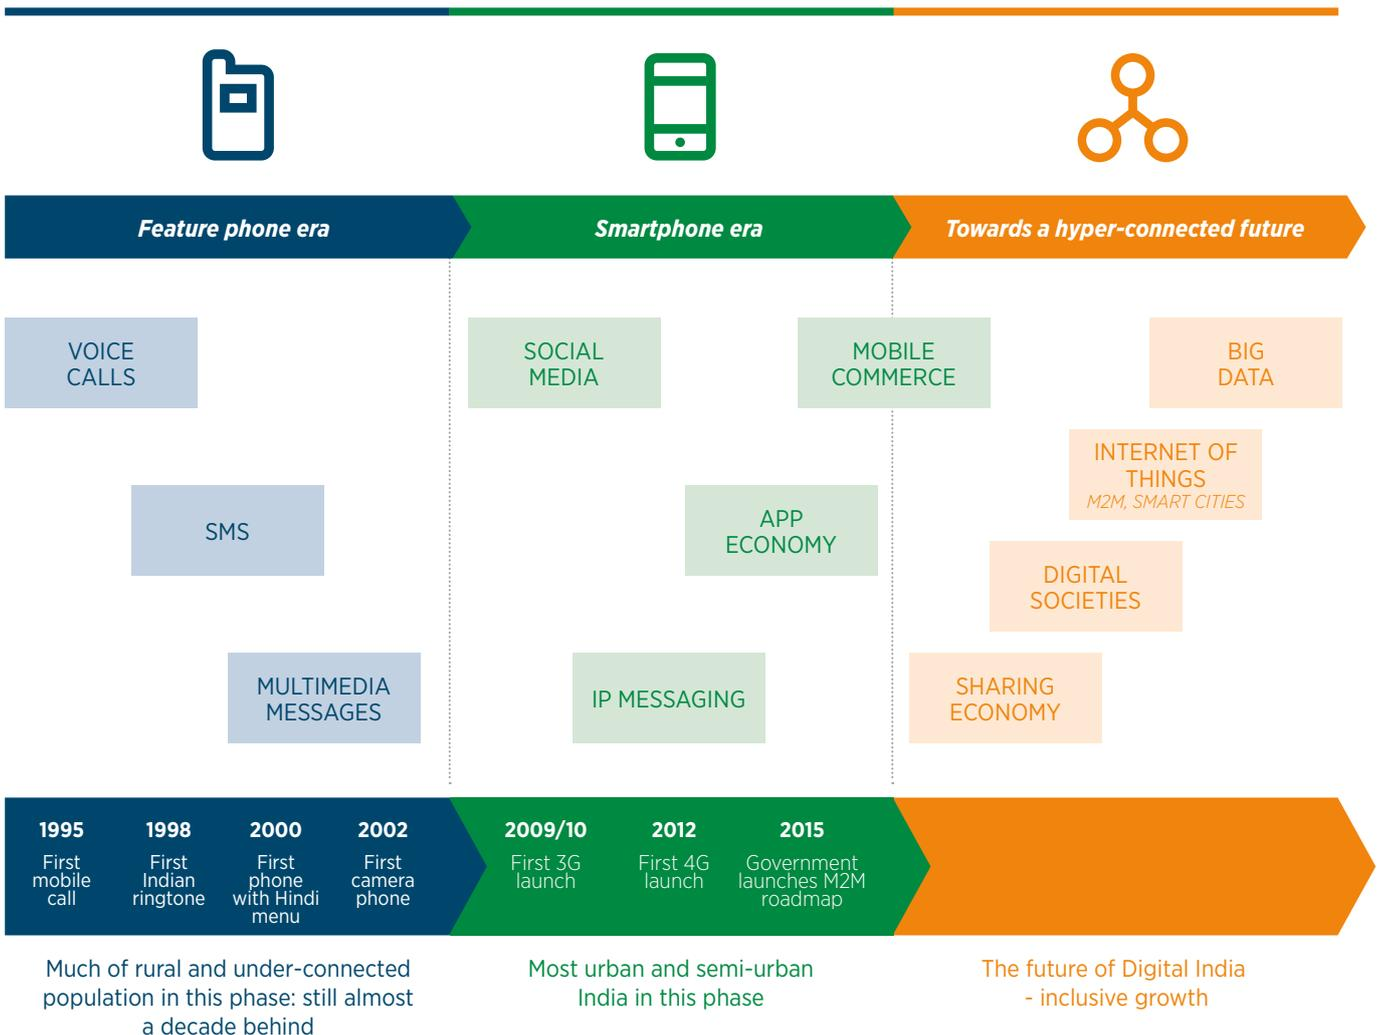 Feature phone era
Smartphone era
Towards a hyper-connected future
VOICE
CALLS
SOCIAL
MEDIA
MOBILE
COMMERCE
BIG
DATA
INTERNET OF
THINGS
M2M, SMART CITIES
SMS
APP
ECONOMY
DIGITAL
SOCIETIES
MULTIMEDIA
MESSAGES
IP MESSAGING
SHARING
ECONOMY
1995
First
mobile
call
1998
First
Indian
ringtone
2000
First
phone
with Hindi
menu
2002
First
camera
phone
2009/10
First 3G
launch
2012
First 4G
launch
2015
Government
launches M2M
roadmap
Much of rural and under-connected
population in this phase: still almost
a decade behind
Most urban and semi-urban
India in this phase
The future of Digital India
- inclusive growth